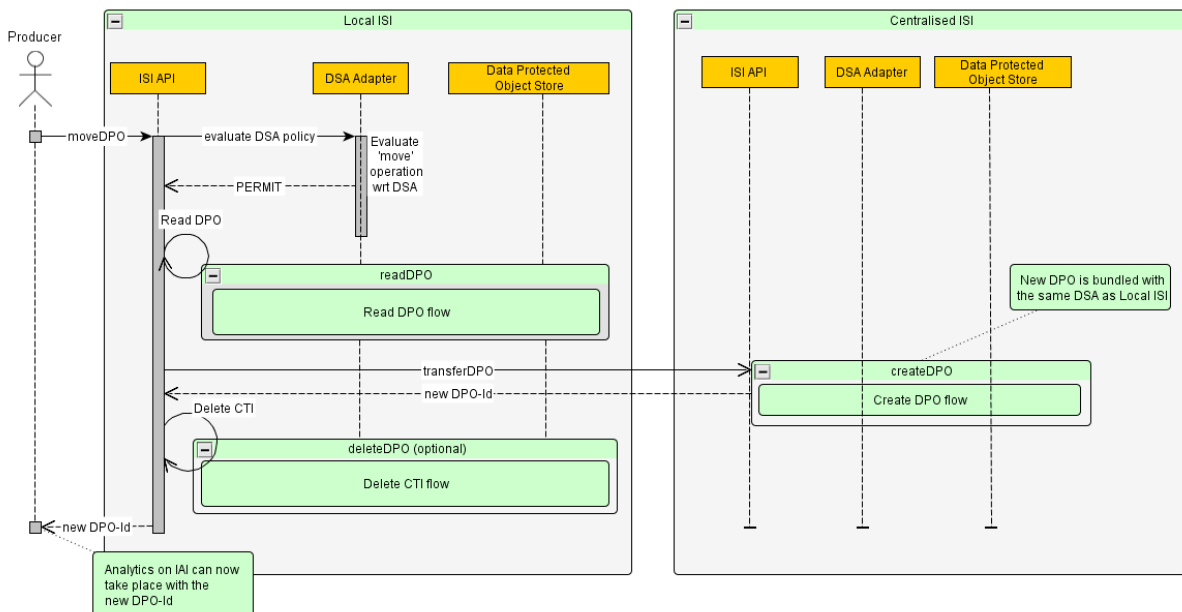 Local ISI
Centralised ISI
Producer
ISI API
DSA Adapter
Data Protected
Object Store
ISI API
DSA Adapter
Data Protected
Object Store
moveDPO
evaluate DSA policy
Evaluate
'move'
operation
wrt DSA
PERMIT
Read DPO
readDPO
Read DPO flow
New DPO is bundled with
the same DSA as Local ISI
transferDPO
createDPO
new DPO-Id
Create DPO flow
Delete CTI
deleteDPO (optional)
Delete CTI flow
new DPO-Id
Analytics on IAI can now
take place with the
new DPO-Id